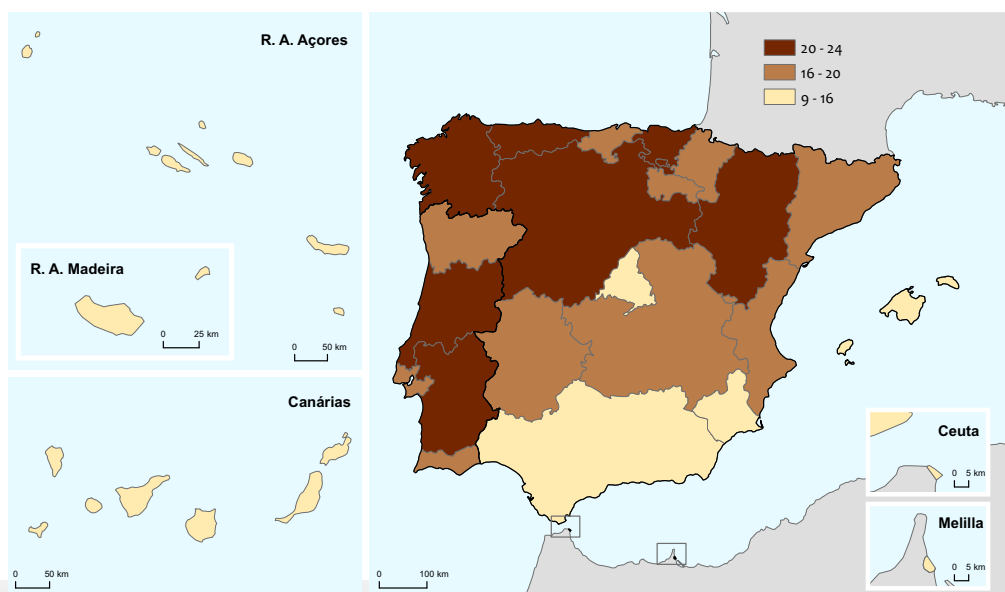 R. A. Açores
R. A. Madeira
0 25 km
0 50 km
Canárias
0 50 km
20 - 24
16 - 20
9 - 16
0 100 km
Ceuta
0 5 km
Melilla
0 5 km